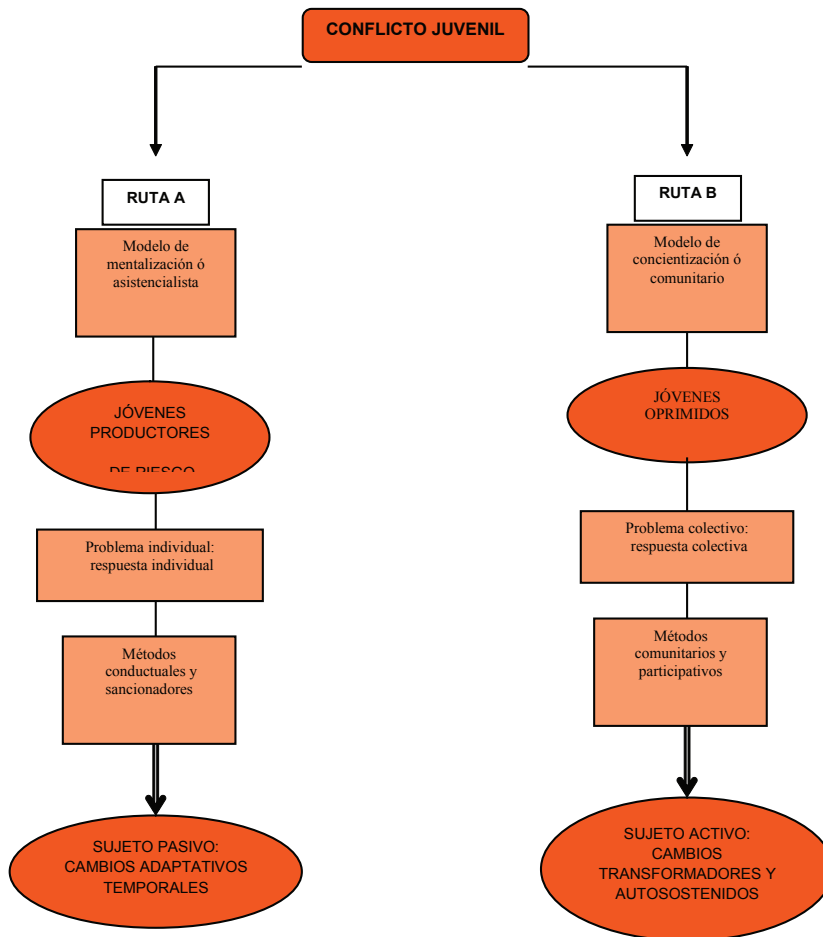 CONFLICTO JUVENIL
RUTA A
Modelo de
mentalización ó
asistencialista
JÓVENES
PRODUCTORES
DE RIESGO
Problema individual:
respuesta individual
Métodos
conductuales y
sancionadores
SUJETO PASIVO:
CAMBIOS ADAPTATIVOS
TEMPORALES
RUTA B
Modelo de
concientización ó
comunitario
JÓVENES
OPRIMIDOS
Problema colectivo:
respuesta colectiva
Métodos
comunitarios y
participativos
SUJETO ACTIVO:
CAMBIOS
TRANSFORMADORES Y
AUTOSOSTENIDOS